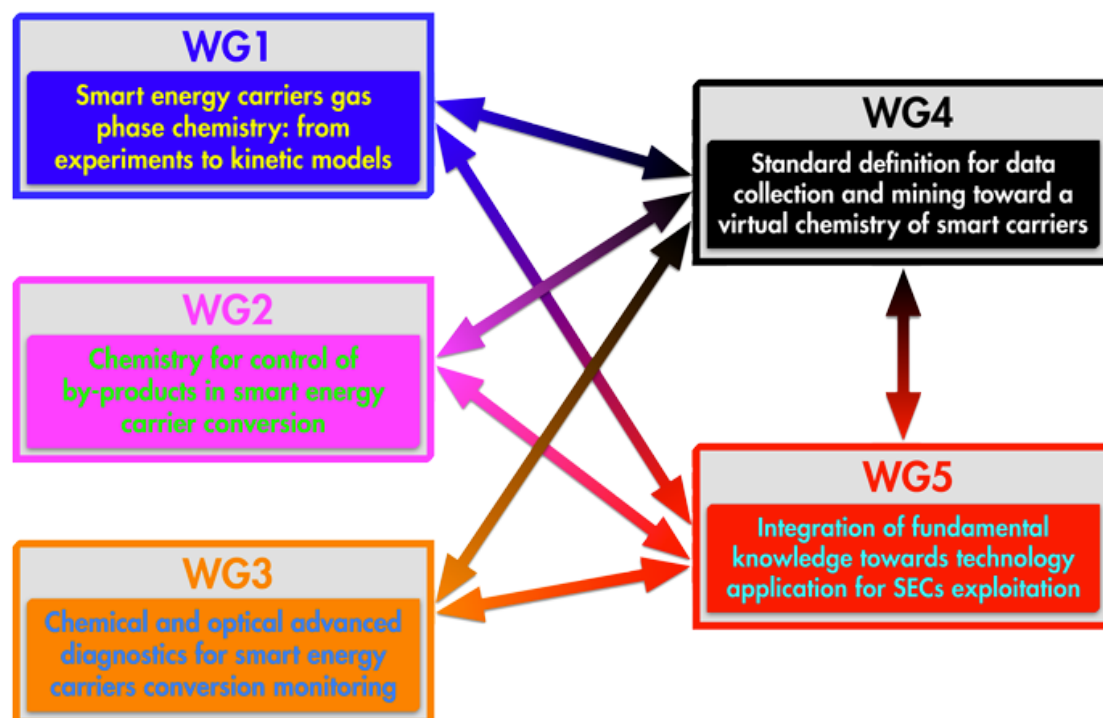 WG1
Smart energy carriers gas
phase chemistry: from
experiments to kinetic models
WG2
Chemistry for control of
by-products in smart energy
carrier conversion
WG3
Chemical and optical advanced
diagnostics for smart energy
carriers conversion monitoring
WG4
Standard definition for data
collection and mining toward a
virtual chemistry of smart carriers
WG5
Integration of fundamental
knowledge towards technology
application for SECs exploitation